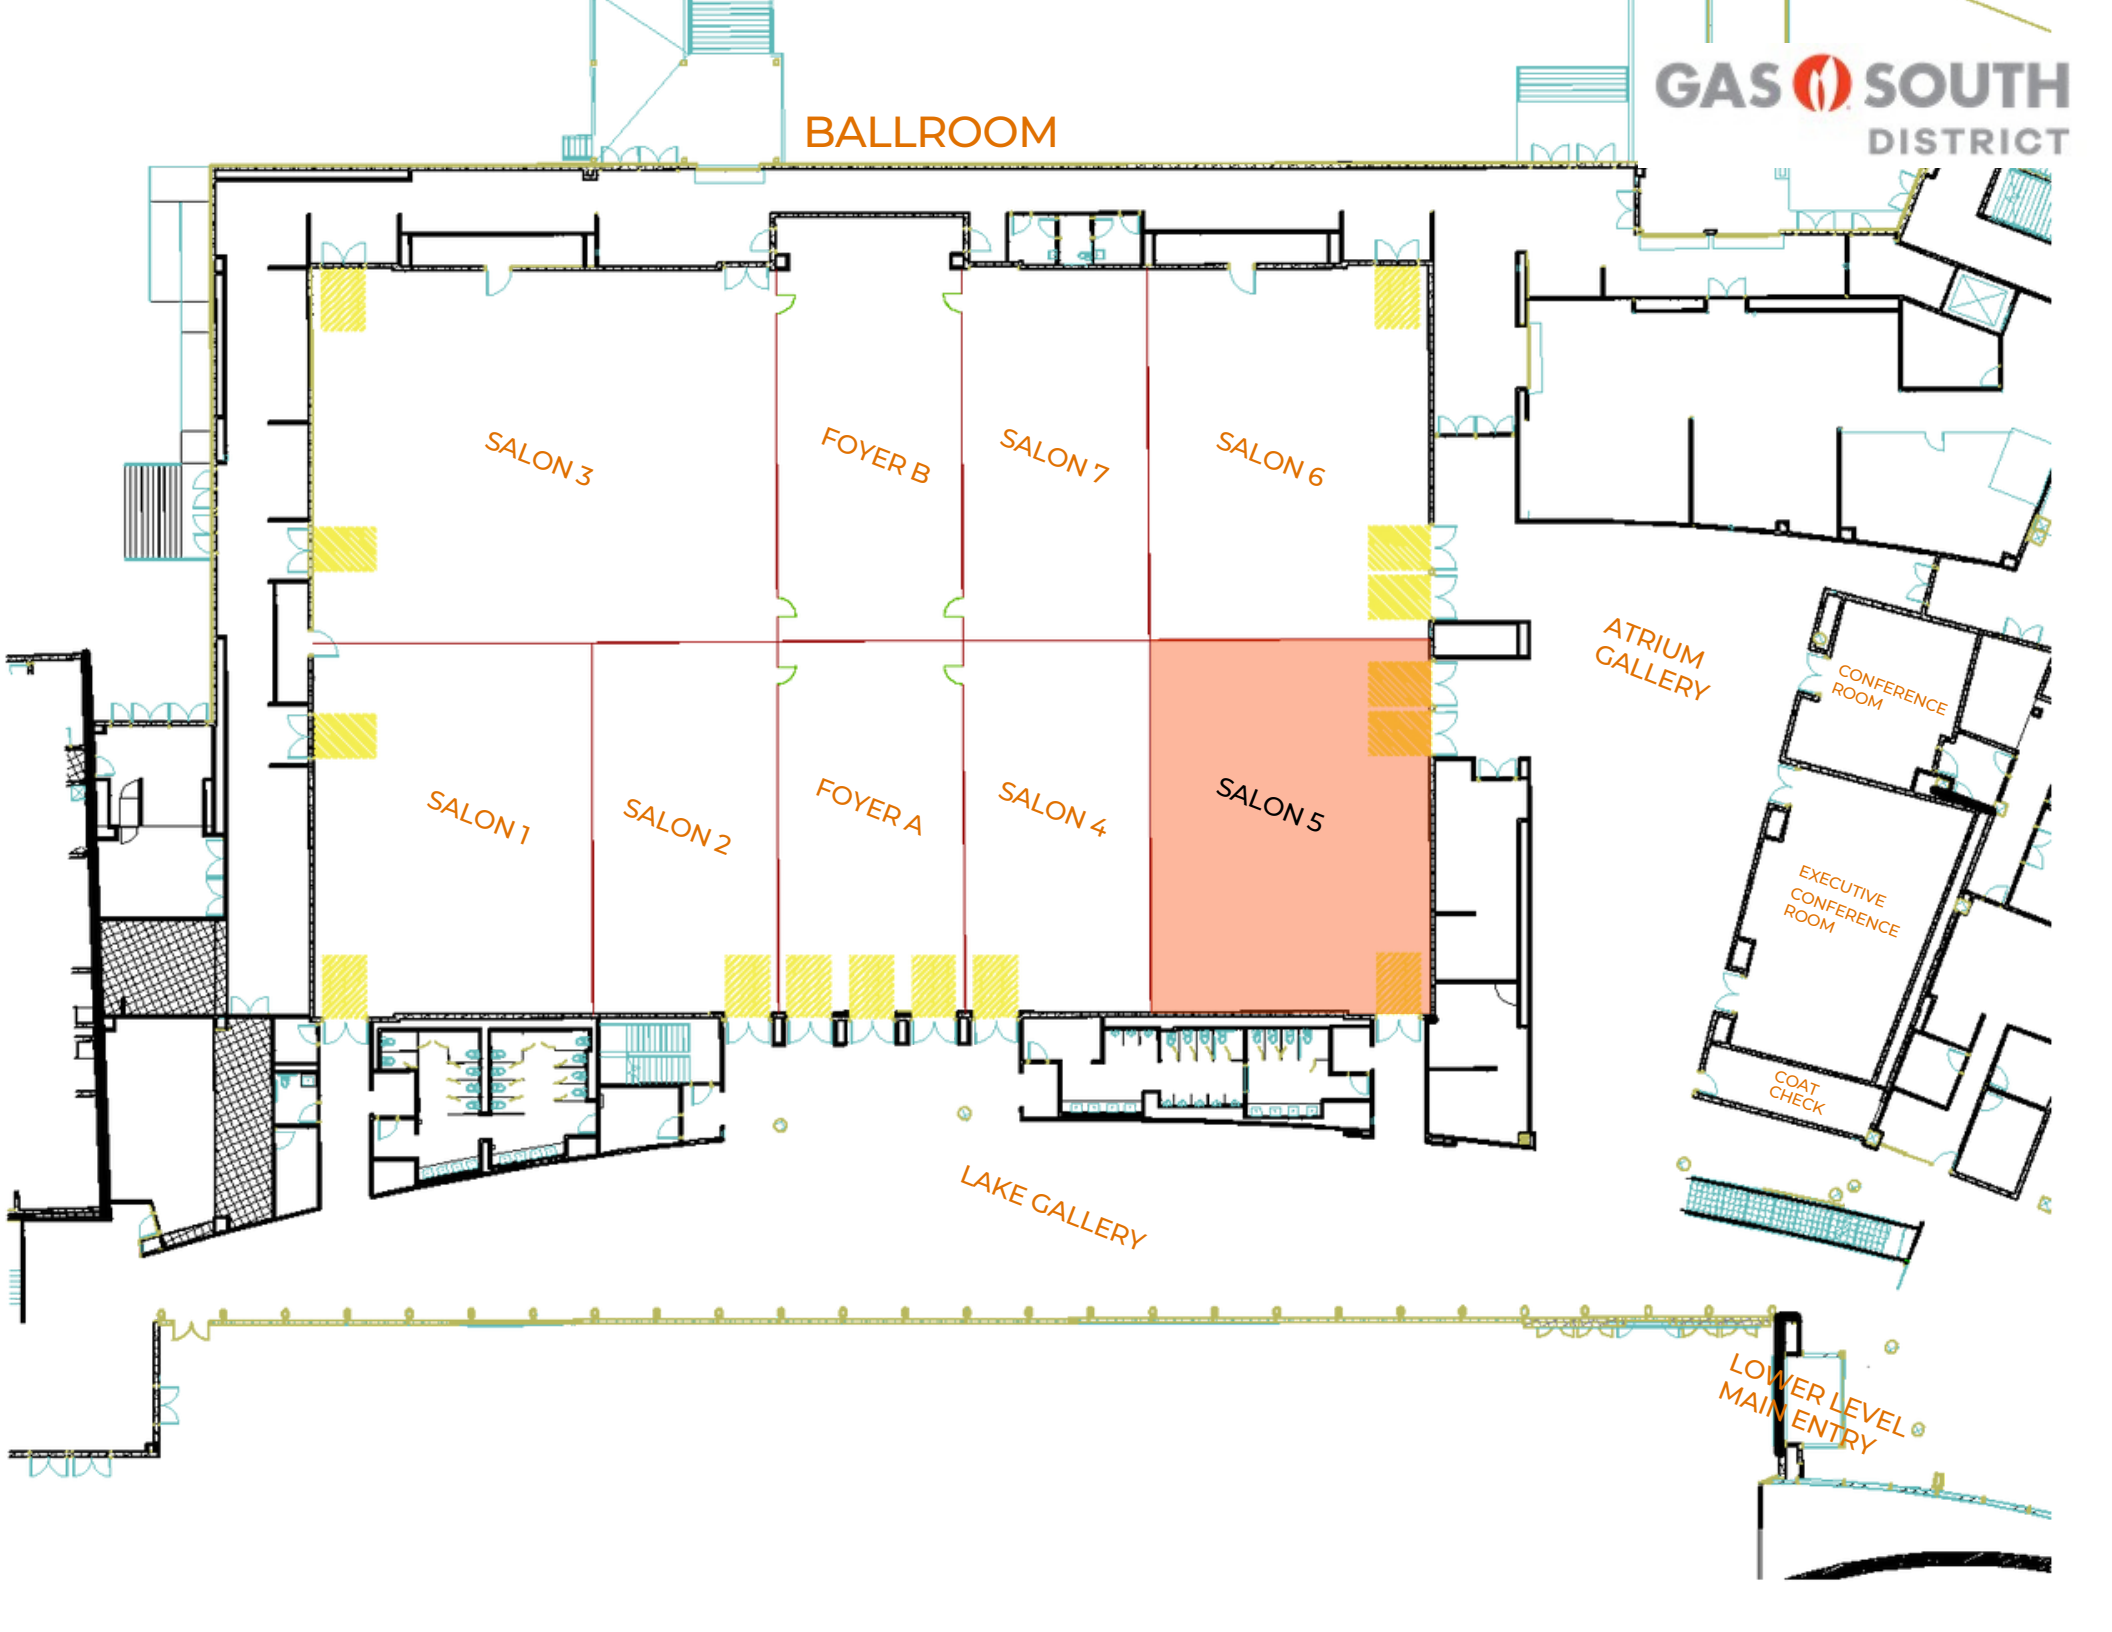 GAS SOUTH
DISTRICT
BALLROOM
SALON 3
FOYER B
SALON 7
SALON 6
ATRIUM
GALLERY
CONFERENCE
ROOM
SALON 1
SALON 2
FOYER A
SALON 4
SALON 5
EXECUTIVE
CONFERENCE
ROOM
COAT
CHECK
LAKE GALLERY
LOWER LEVEL
MAIN ENTRY